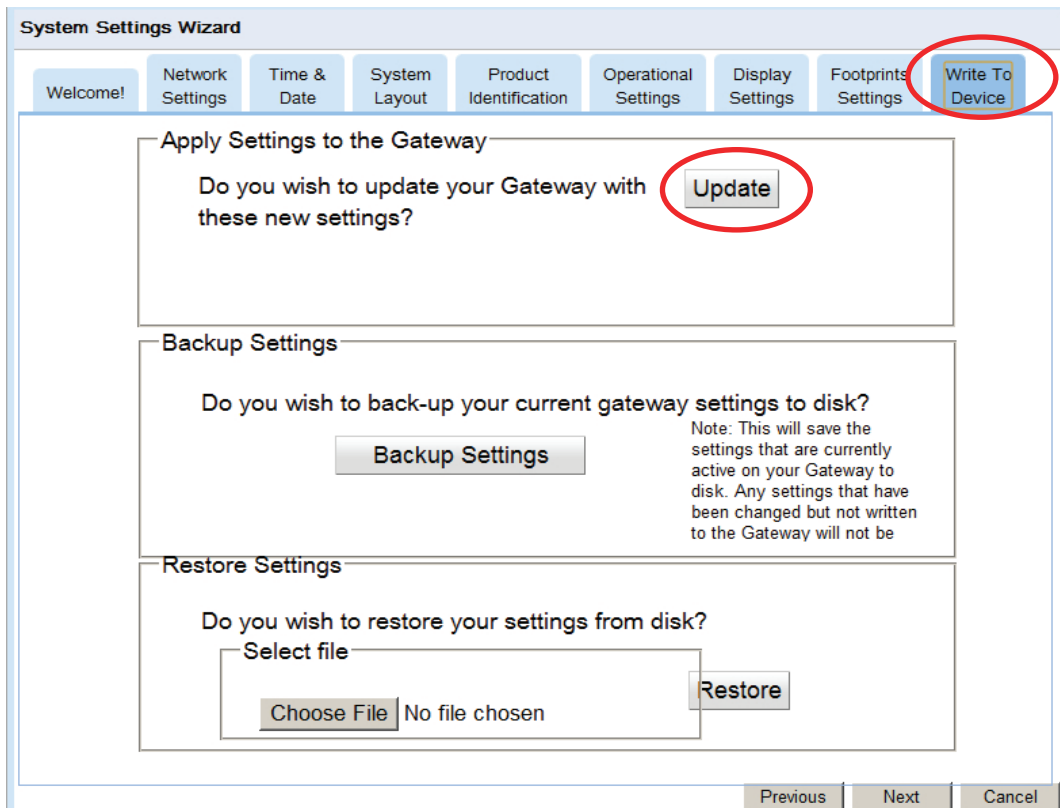 System Settings Wizard
Welcome!
Network
Settings
Time &
Date
System
Layout
Product
Identification
Operational
Settings
Display
Settings
Footprints
Settings
Write To
Device
Apply Settings to the Gateway
Do you wish to update your Gateway with
these new settings?
Update
Backup Settings
Do you wish to back-up your current gateway settings to disk?
Backup Settings
Note: This will save the
settings that are currently
active on your Gateway to
disk. Any settings that have
been changed but not written
to the Gateway will not be
Restore Settings
Do you wish to restore your settings from disk?
Select file
Choose File No file chosen
Restore
Previous
Next
Cancel